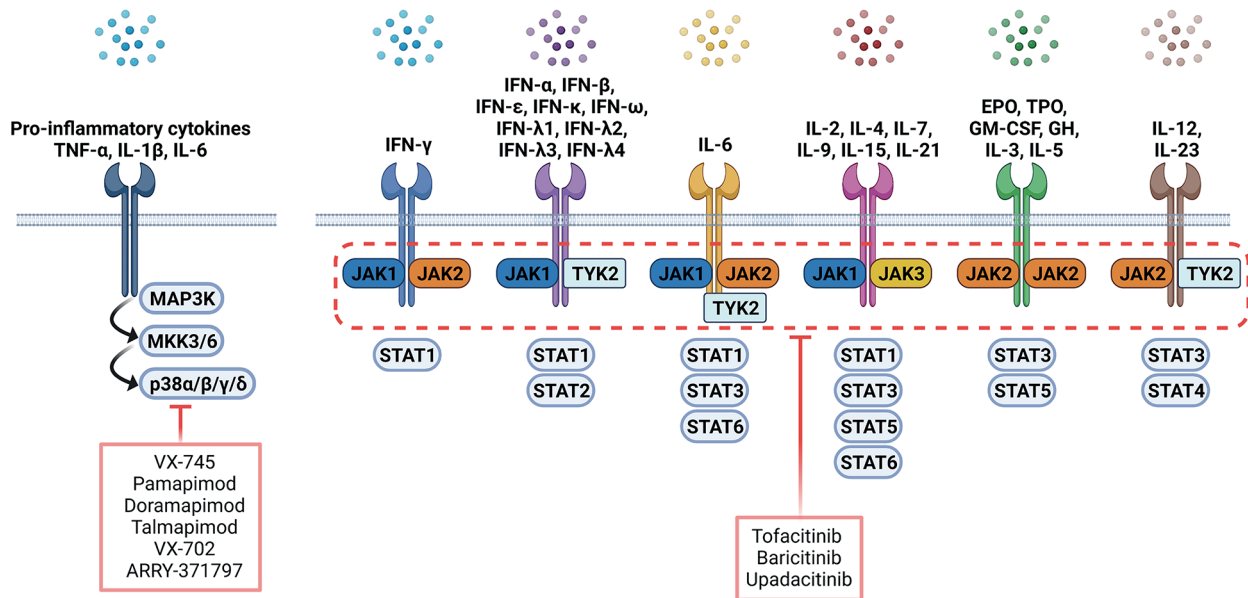 Pro-inflammatory cytokines
TNF-α, IL-1β, IL-6
MAP3K
MKK3/6
p38α/β/γ/δ
VX-745
Pamapimod
Doramapimod
Talmapimod
VX-702
ARRY-371797
IFN-γ
JAK1
JAK2
STAT1
IFN-α, IFN-β,
IFN-ε, IFN-κ, IFN-ω,
IFN-λ1, IFN-λ2,
IFN-λ3, IFN-λ4
JAK1
TYK2
STAT1
STAT2
IL-6
JAK1
JAK2
TYK2
STAT1
STAT3
STAT6
IL-2, IL-4, IL-7,
IL-9, IL-15, IL-21
JAK1
JAK3
STAT1
STAT3
STAT5
STAT6
EPO, TPO,
GM-CSF, GH,
IL-3, IL-5
JAK2
JAK2
STAT3
STAT5
IL-12,
IL-23
JAK2
TYK2
STAT3
STAT4
Tofacitinib
Baricitinib
Upadacitinib